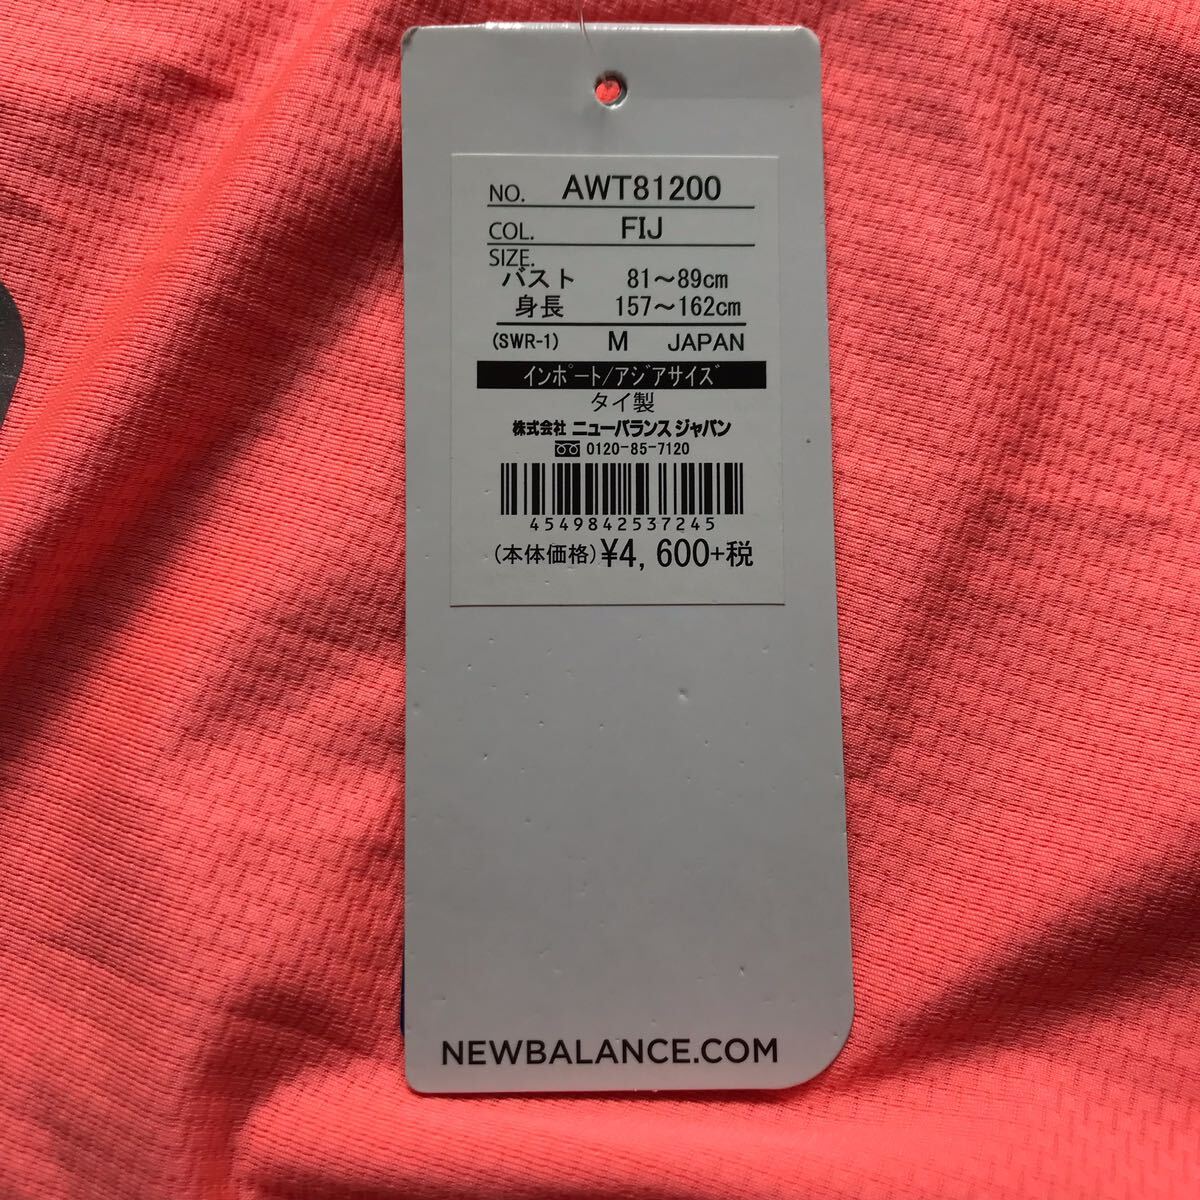 NO. AWT81200
COL. FIJ
SIZE.
バスト 81～89cm
身長 157～162cm
(SWR-1) M JAPAN
インポート/アジアサイズ
タイ製
株式会社 ニューバランス ジャパン
0120-85-7120
4549842537245
(本体価格) ¥4,600+税
NEWBALANCE.COM